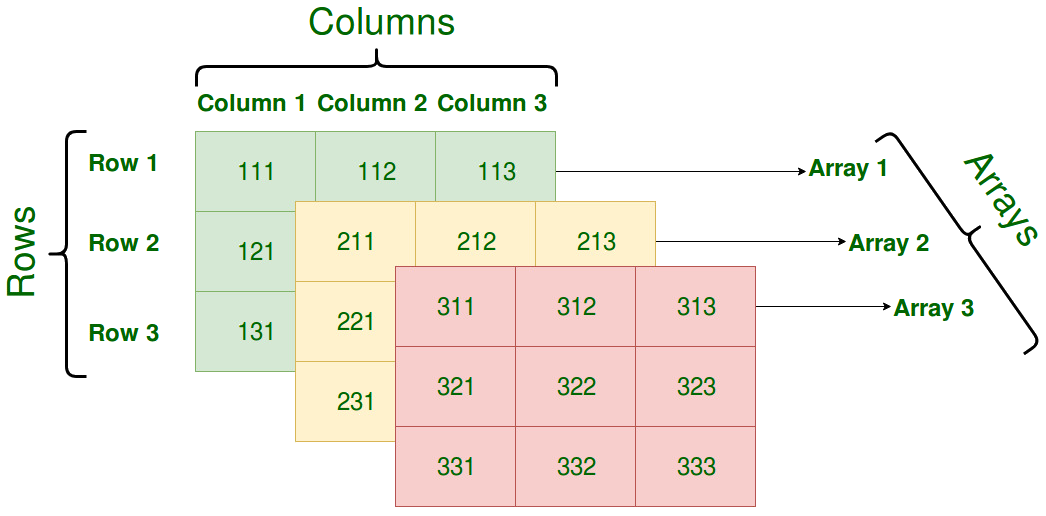 Columns
Column 1 Column 2 Column 3
Rows
Row 1
Row 2
Row 3
111 112 113
121
131
211 212 213
221
231
311 312 313
321 322 323
331 332 333
Array 1
Array 2
Array 3
Arrays